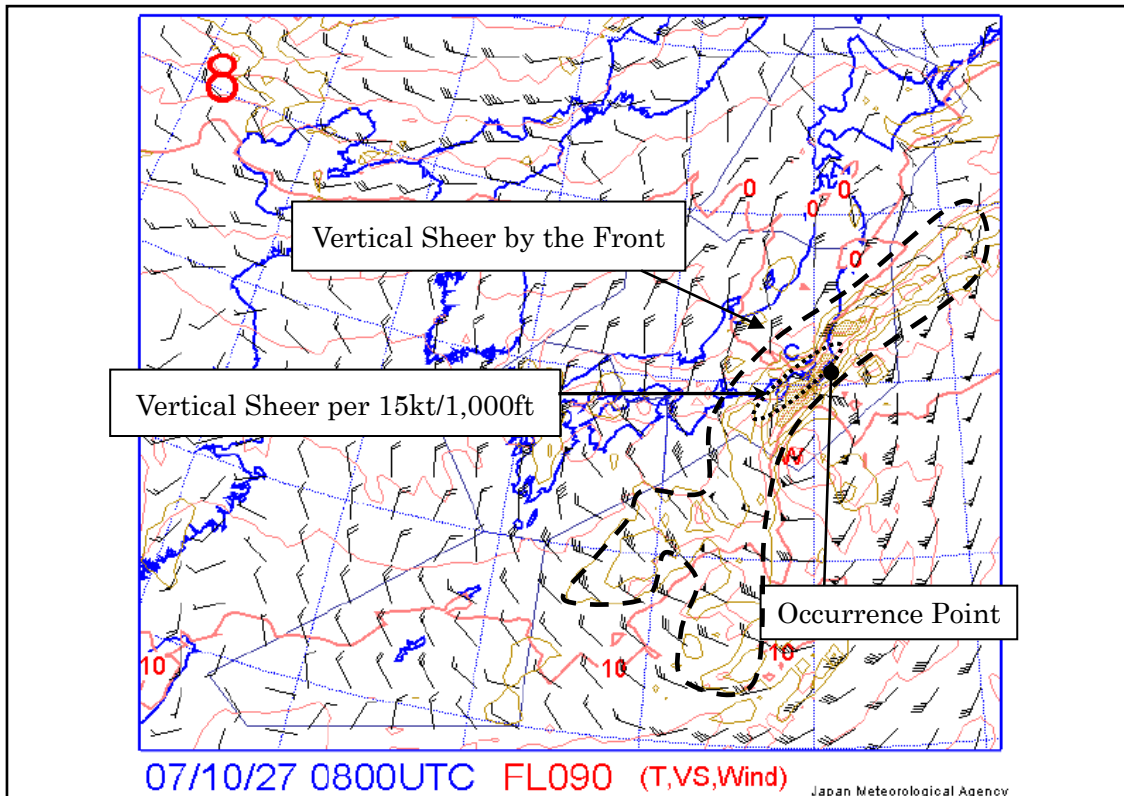 8
0
0
0
0
Vertical Sheer by the Front
C
Vertical Sheer per 15kt/1,000ft
W
Occurrence Point
10
10
10
07/10/27 0800UTC FL090 (T,VS,Wind)
Japan Meteorological Agency